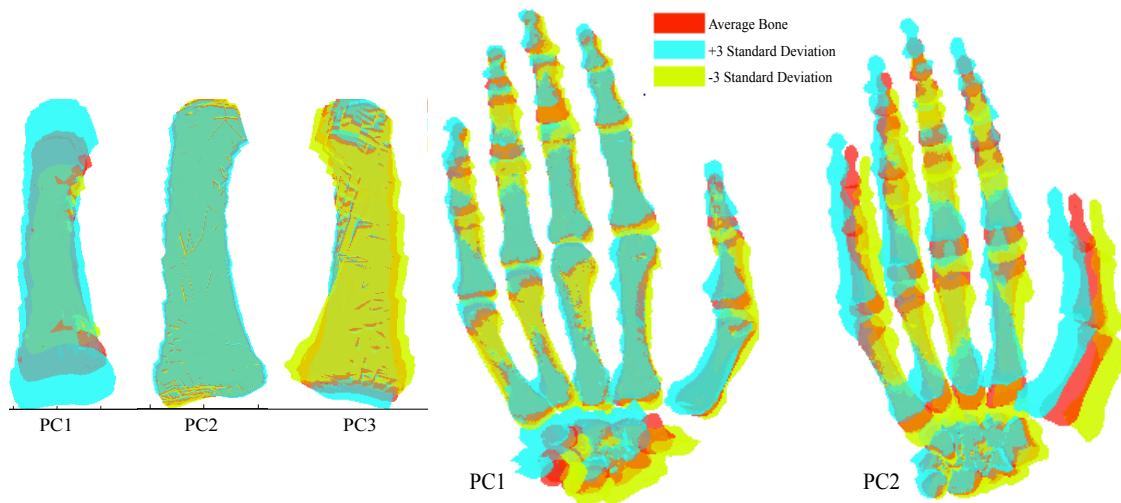 Average Bone
+3 Standard Deviation
-3 Standard Deviation
PC1
PC2
PC3
PC1
PC2